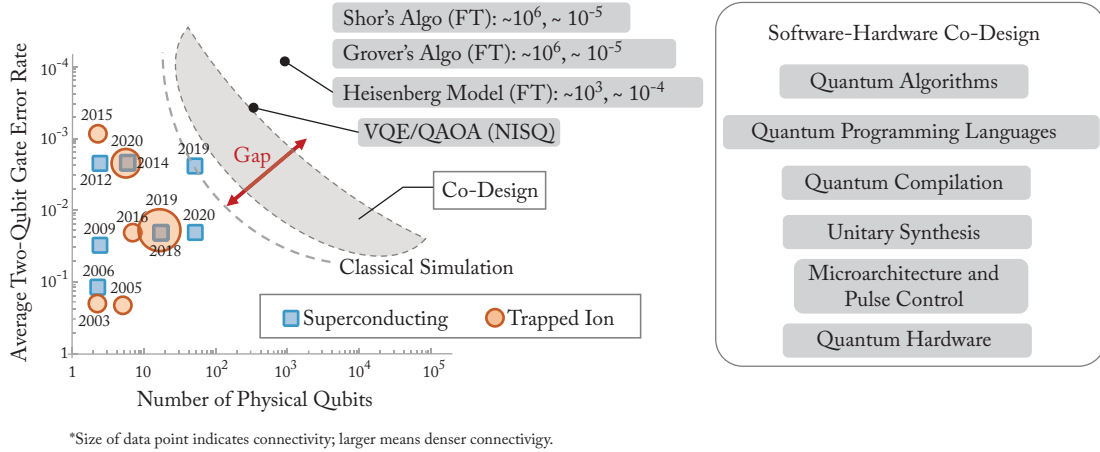 Shor's Algo (FT): ~10⁶, ~ 10⁻⁵
Grover's Algo (FT): ~10⁶, ~ 10⁻⁵
Heisenberg Model (FT): ~10³, ~ 10⁻⁴
VQE/QAOA (NISQ)
Average Two-Qubit Gate Error Rate
10⁻⁴
10⁻³
10⁻²
10⁻¹
1
2015
2020
2014
2012
2019
2019
2016
2020
2009
2018
2006
2005
2003
Gap
Co-Design
Classical Simulation
Superconducting
Trapped Ion
1
10
10²
10³
10⁴
10⁵
Number of Physical Qubits
*Size of data point indicates connectivity; larger means denser connectivigy.
Software-Hardware Co-Design
Quantum Algorithms
Quantum Programming Languages
Quantum Compilation
Unitary Synthesis
Microarchitecture and
Pulse Control
Quantum Hardware